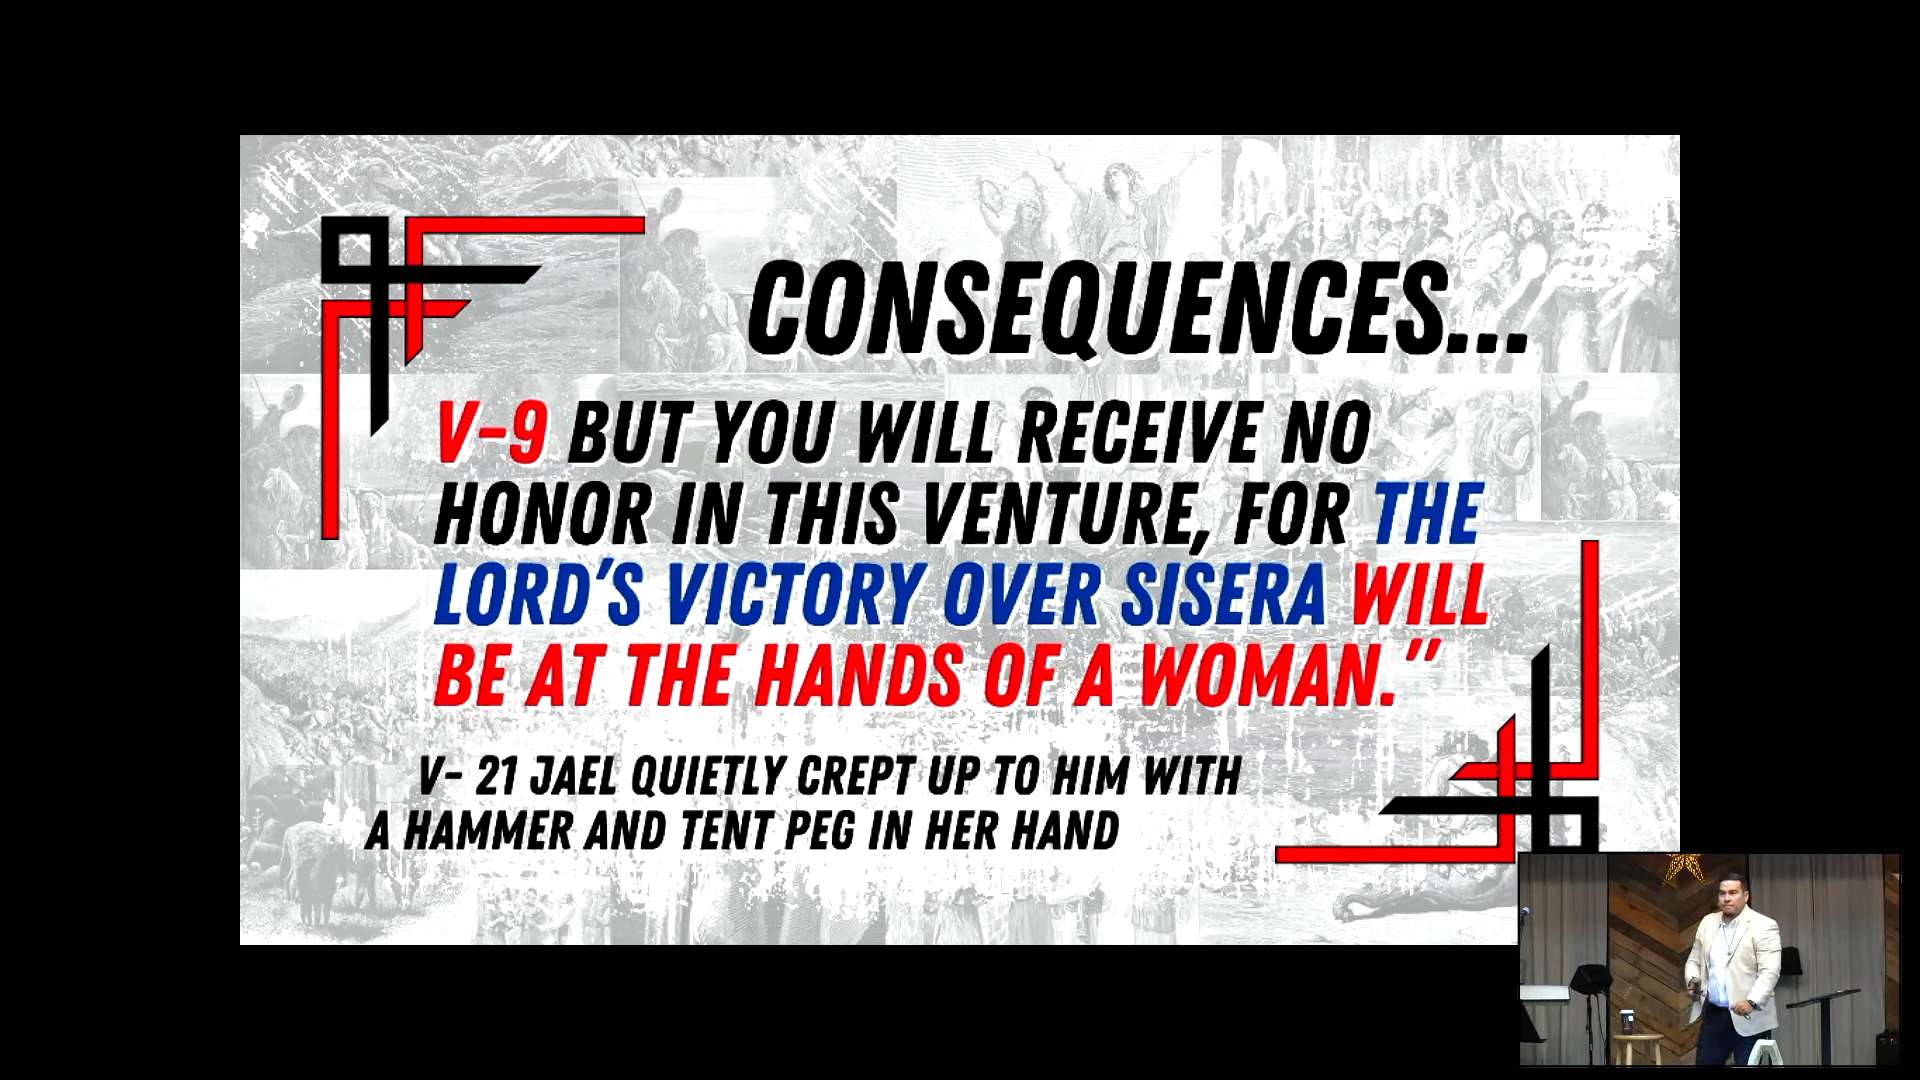 CONSEQUENCES...
V-9 BUT YOU WILL RECEIVE NO
HONOR IN THIS VENTURE, FOR THE
LORD'S VICTORY OVER SISERA WILL
BE AT THE HANDS OF A WOMAN.”
V- 21 JAEL QUIETLY CREPT UP TO HIM WITH
A HAMMER AND TENT PEG IN HER HAND